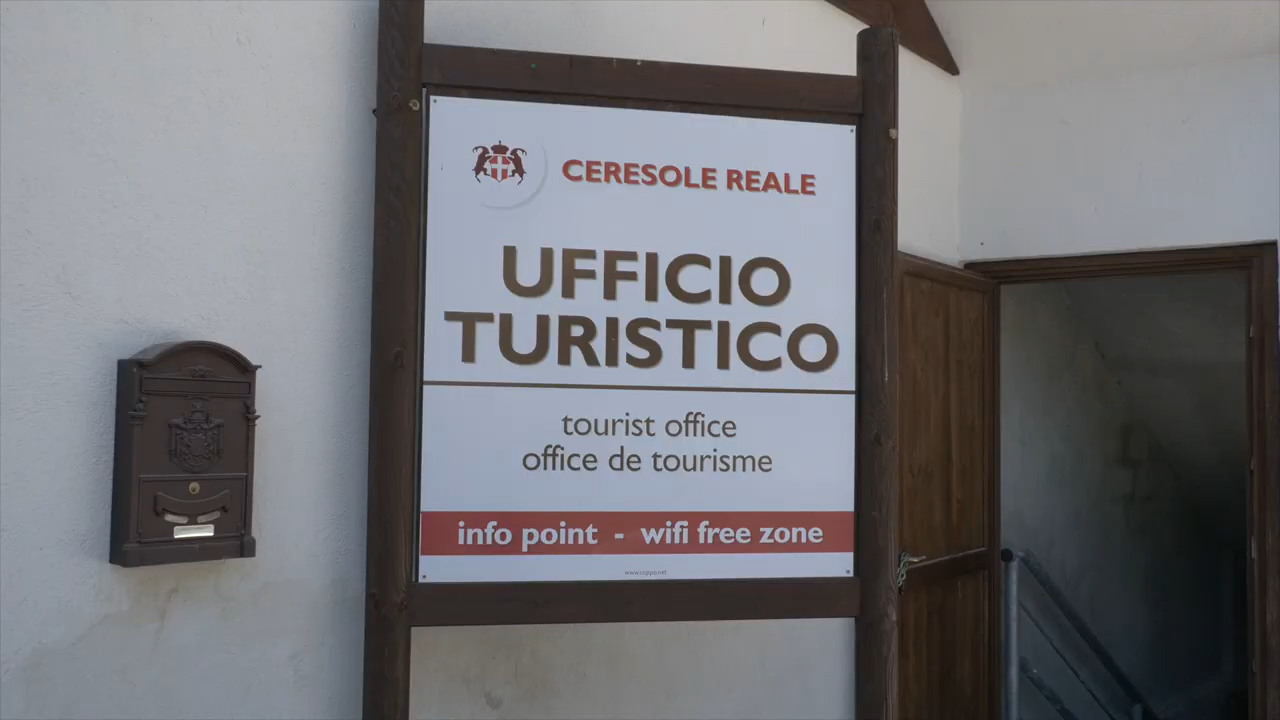 CERESOLE REALE
UFFICIO
TURISTICO
tourist office
office de tourisme
info point - wifi free zone